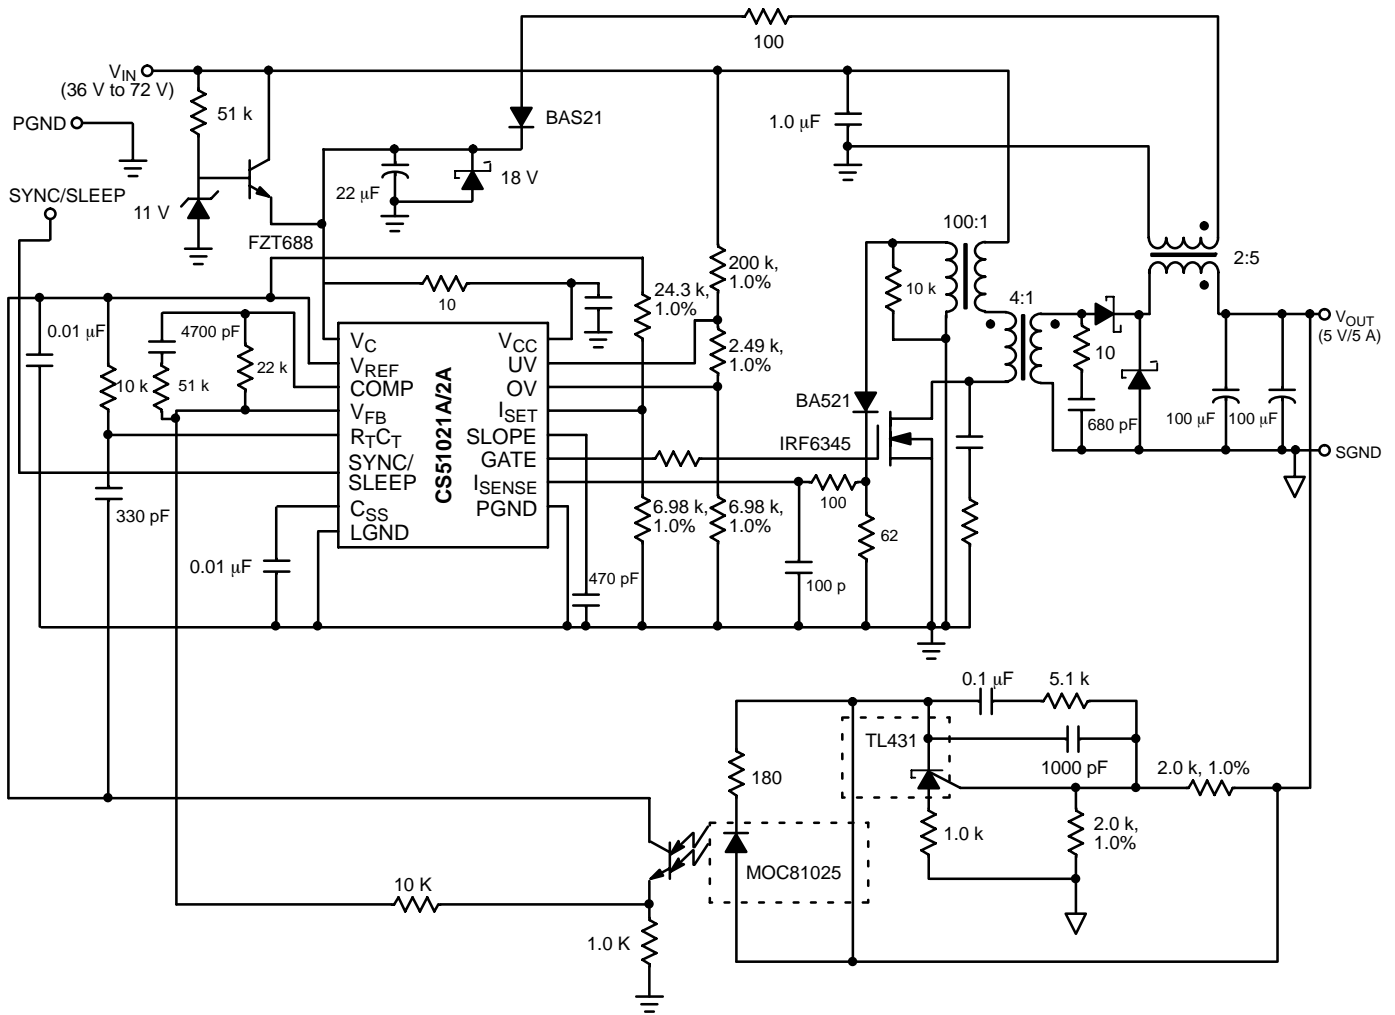 100
V_IN
(36 V to 72 V)
51 k
BAS21
1.0 μF
PGND
SYNC/SLEEP
22 μF
18 V
11 V
FZT688
100:1
2:5
200 k,
1.0%
24.3 k,
1.0%
10
10 k
4:1
V_OUT
(5 V/5 A)
0.01 μF
4700 pF
10 k
51 k
22 k
V_C
V_REF
COMP
V_FB
R_TC_T
SYNC/
SLEEP
C_SS
LGND
CS51021A/2A
V_CC
UV
OV
I_SET
SLOPE
GATE
I_SENSE
PGND
2.49 k,
1.0%
10
BA521
IRF6345
680 pF
100 μF
100 μF
SGND
330 pF
6.98 k,
1.0%
6.98 k,
1.0%
100
62
0.01 μF
470 pF
100 p
0.1 μF
5.1 k
TL431
1000 pF
2.0 k, 1.0%
180
1.0 k
2.0 k,
1.0%
MOC81025
10 K
1.0 K